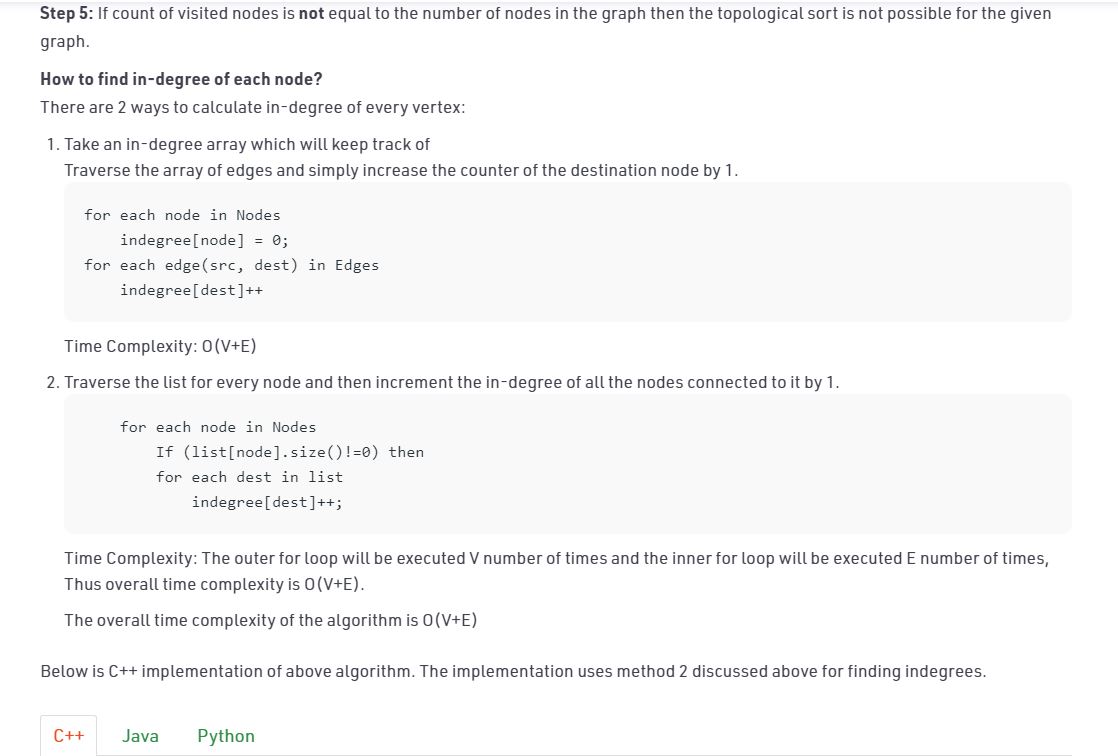 Step 5: If count of visited nodes is not equal to the number of nodes in the graph then the topological sort is not possible for the given
graph.
How to find in-degree of each node?
There are 2 ways to calculate in-degree of every vertex:
1. Take an in-degree array which will keep track of
Traverse the array of edges and simply increase the counter of the destination node by 1.
for each node in Nodes
    indegree[node] = 0;
for each edge(src, dest) in Edges
    indegree[dest]++
Time Complexity: O(V+E)
2. Traverse the list for every node and then increment the in-degree of all the nodes connected to it by 1.
    for each node in Nodes
        If (list[node].size()!=0) then
        for each dest in list
            indegree[dest]++;
Time Complexity: The outer for loop will be executed V number of times and the inner for loop will be executed E number of times,
Thus overall time complexity is O(V+E).
The overall time complexity of the algorithm is O(V+E)
Below is C++ implementation of above algorithm. The implementation uses method 2 discussed above for finding indegrees.
C++ Java Python